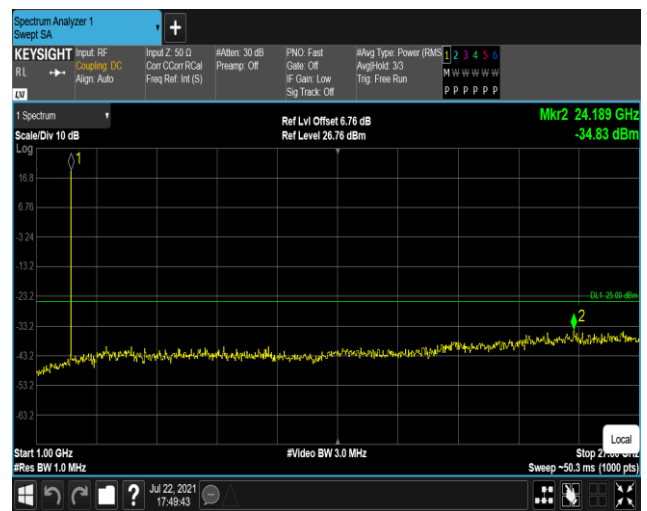 Spectrum Analyzer 1
Swept SA
+
KEYSIGHT
R L
LXI
Input: RF
Coupling: DC
Align: Auto
Input Z: 50 Ω
Corr CCorr RCal
Freq Ref: Int (S)
#Atten: 30 dB
Preamp: Off
PNO: Fast
Gate: Off
IF Gain: Low
Sig Track: Off
#Avg Type: Power (RMS
Avg|Hold: 3/3
Trig: Free Run
1 2 3 4 5 6
M W W W W W
P P P P P P
1 Spectrum
Scale/Div 10 dB
Log
Ref Lvl Offset 6.76 dB
Ref Level 26.76 dBm
Mkr2 24.189 GHz
-34.83 dBm
1
16.8
6.76
-3.24
-13.2
-23.2
DL1 -25.00 dBm
2
-33.2
-43.2
-53.2
-63.2
Local
Start 1.00 GHz
#Res BW 1.0 MHz
#Video BW 3.0 MHz
Stop 27.00 GHz
Sweep ~50.3 ms (1000 pts)
?
Jul 22, 2021
17:49:43